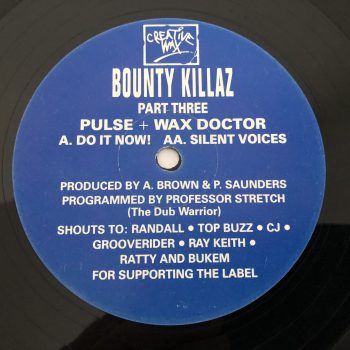 CREATIVE
WAX
BOUNTY KILLAZ
PART THREE
PULSE + WAX DOCTOR
A. DO IT NOW! AA. SILENT VOICES
PRODUCED BY A. BROWN & P. SAUNDERS
PROGRAMMED BY PROFESSOR STRETCH
(The Dub Warrior)
SHOUTS TO: RANDALL • TOP BUZZ • CJ •
GROOVERIDER • RAY KEITH •
RATTY AND BUKEM
FOR SUPPORTING THE LABEL